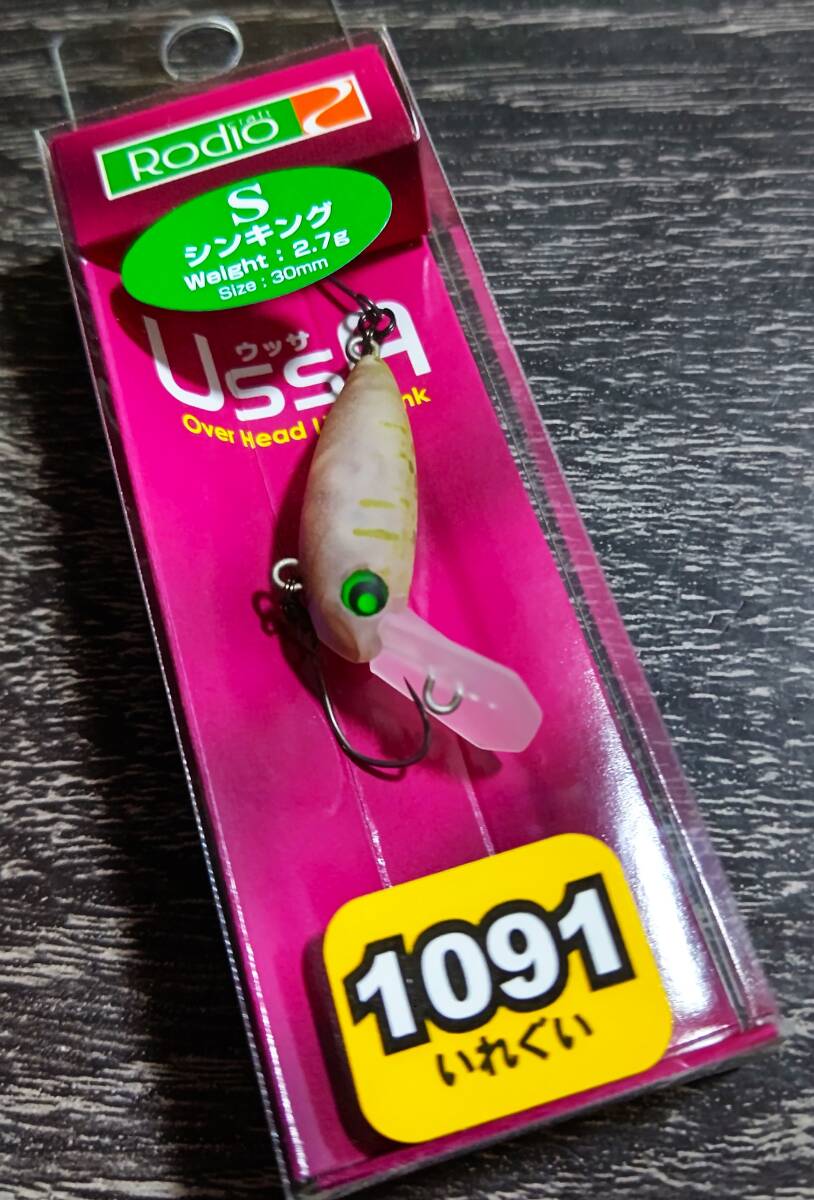 Rodio
craft
S
シンキング
Weight : 2.7g
Size : 30mm
ウッサ
USSA
Over Head
1091
いれぐい